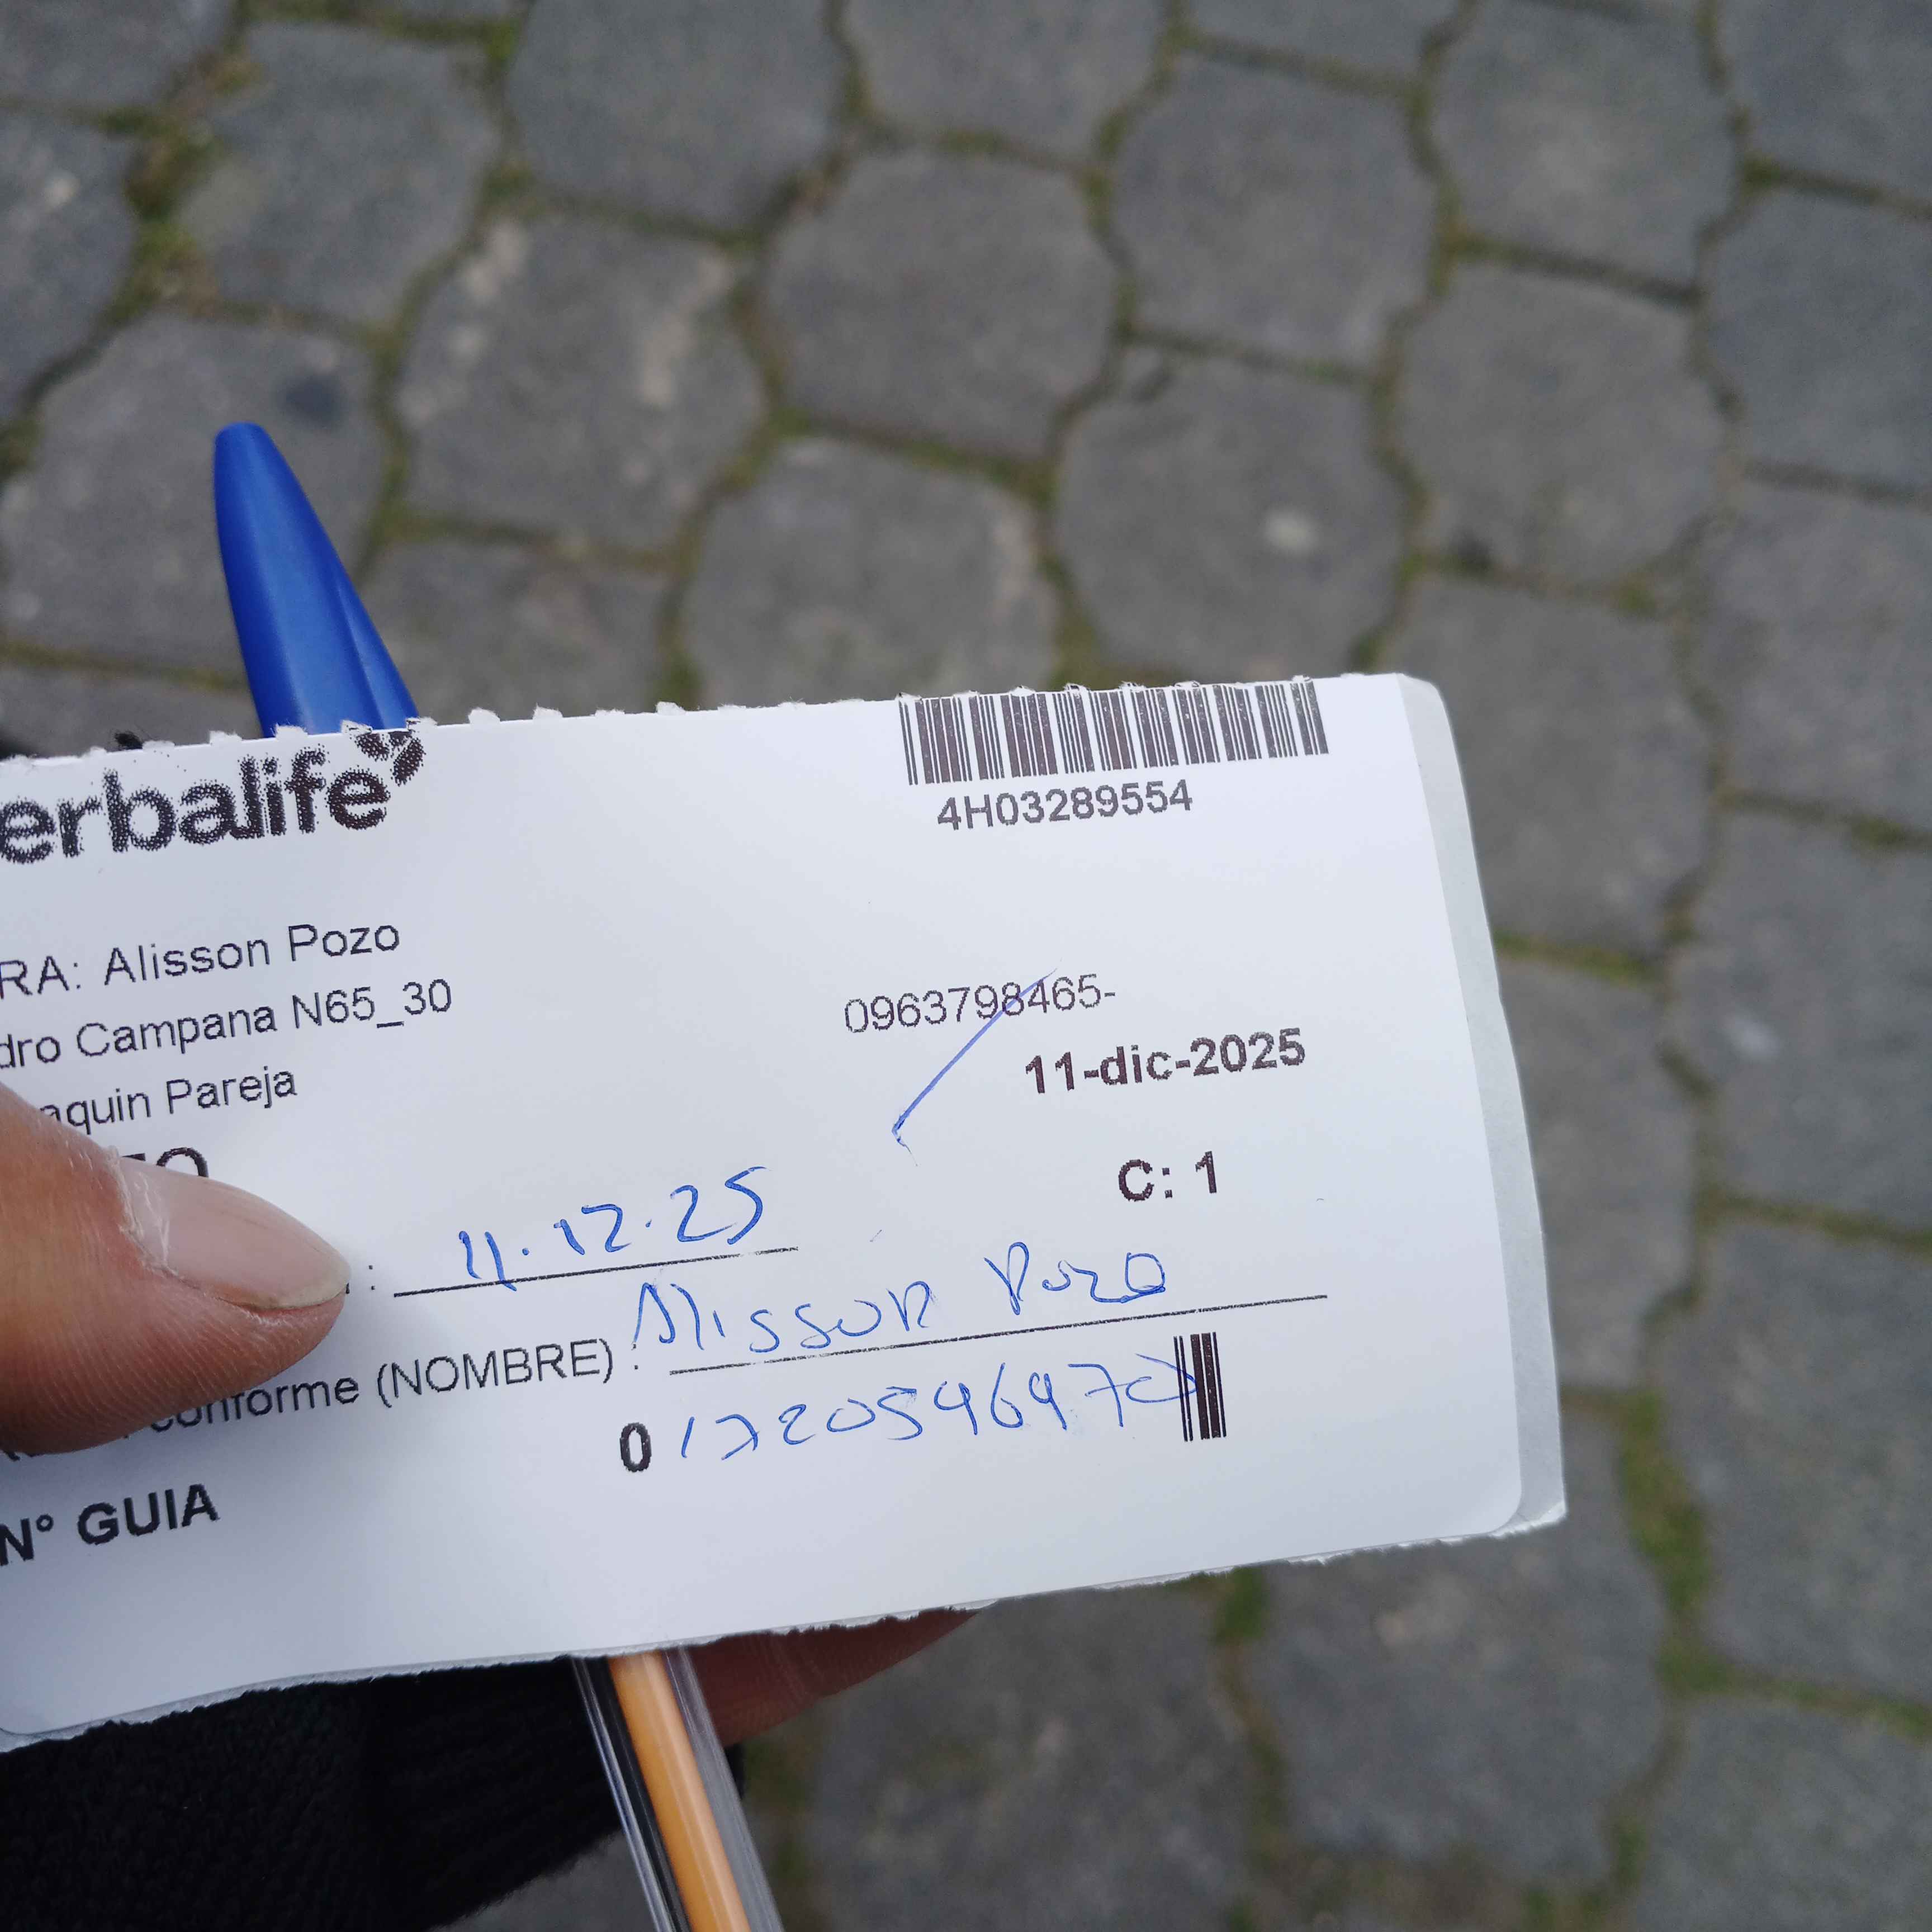 erbalife
4H03289554
RA: Alisson Pozo
dro Campana N65_30
0963798465-
aquin Pareja
11-dic-2025
C: 1
: 11.12.25
conforme (NOMBRE) : Alisson Pozo
0
N° GUIA